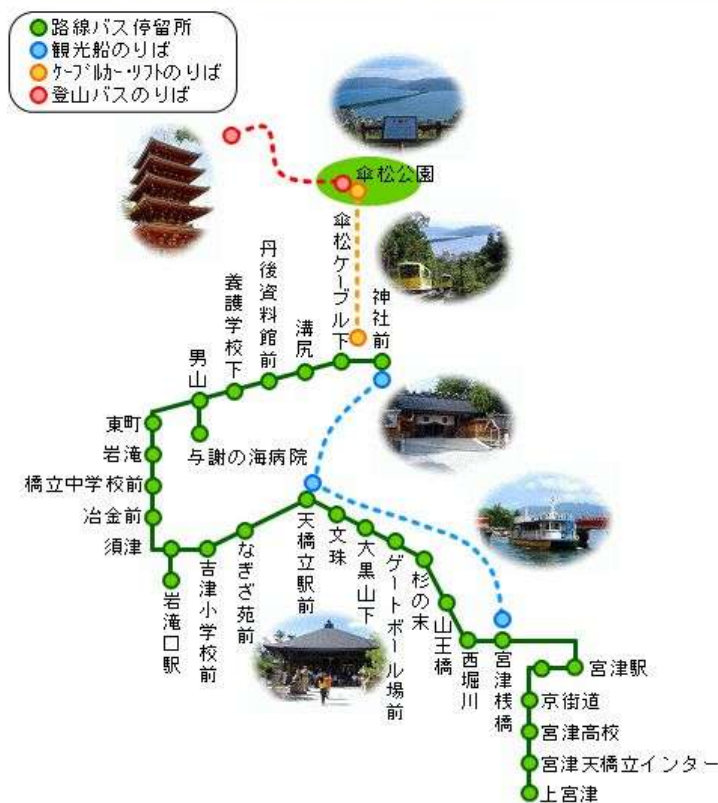 路線バス停留所
観光船のりば
ケーブルカー・リフトのりば
登山バスのりば
傘松公園
傘松ケーブル下
神社前
丹後資料館前
養護学校下
溝尻
男山
与謝の海病院
東町
岩滝
橋立中学校前
冶金前
須津
岩滝口駅
吉津小学校前
なぎさ苑前
天橋立駅前
文珠
大黒山下
ゲートボール場前
杉の末
山王橋
西堀川
宮津桟橋
宮津駅
京街道
宮津高校
宮津天橋立インター
上宮津